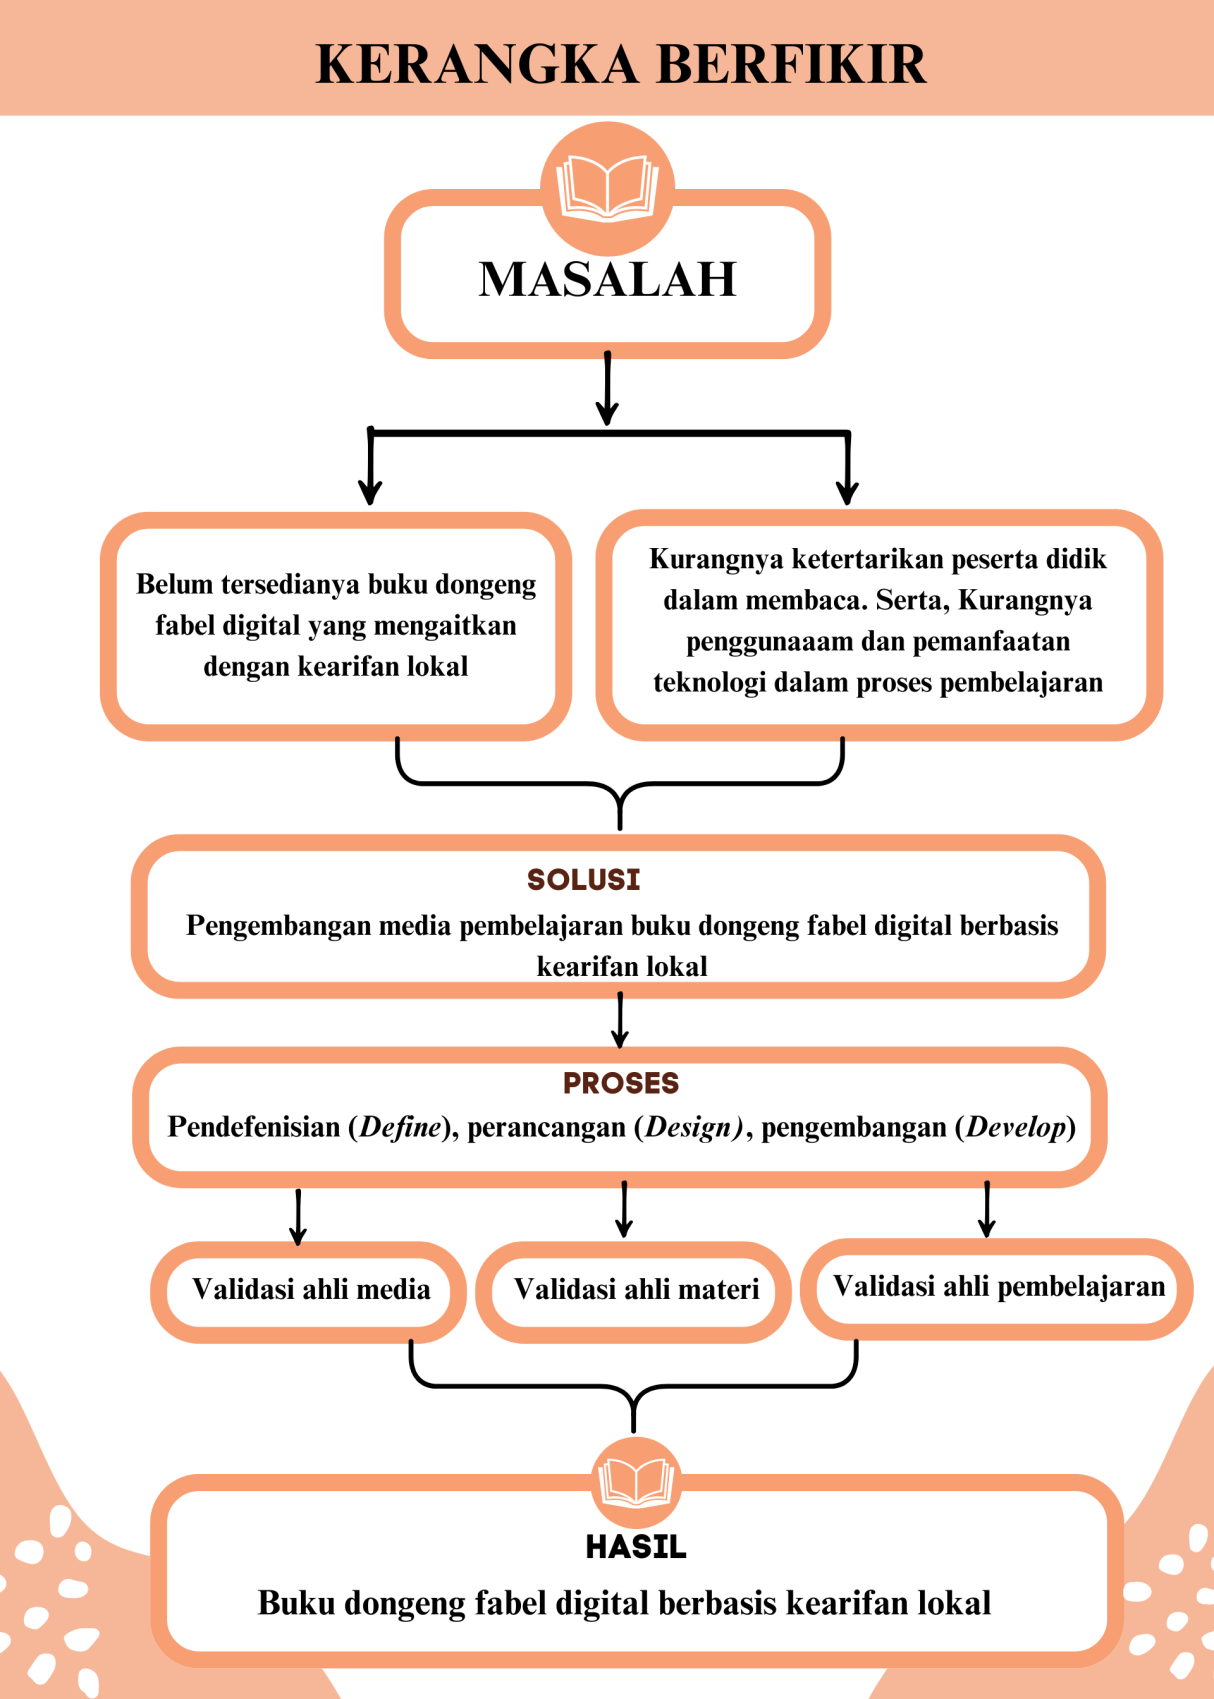 KERANGKA BERFIKIR
MASALAH
Belum tersedianya buku dongeng
fabel digital yang mengaitkan
dengan kearifan lokal
Kurangnya ketertarikan peserta didik
dalam membaca. Serta, Kurangnya
penggunaaam dan pemanfaatan
teknologi dalam proses pembelajaran
SOLUSI
Pengembangan media pembelajaran buku dongeng fabel digital berbasis
kearifan lokal
PROSES
Pendefenisian (Define), perancangan (Design), pengembangan (Develop)
Validasi ahli media
Validasi ahli materi
Validasi ahli pembelajaran
HASIL
Buku dongeng fabel digital berbasis kearifan lokal